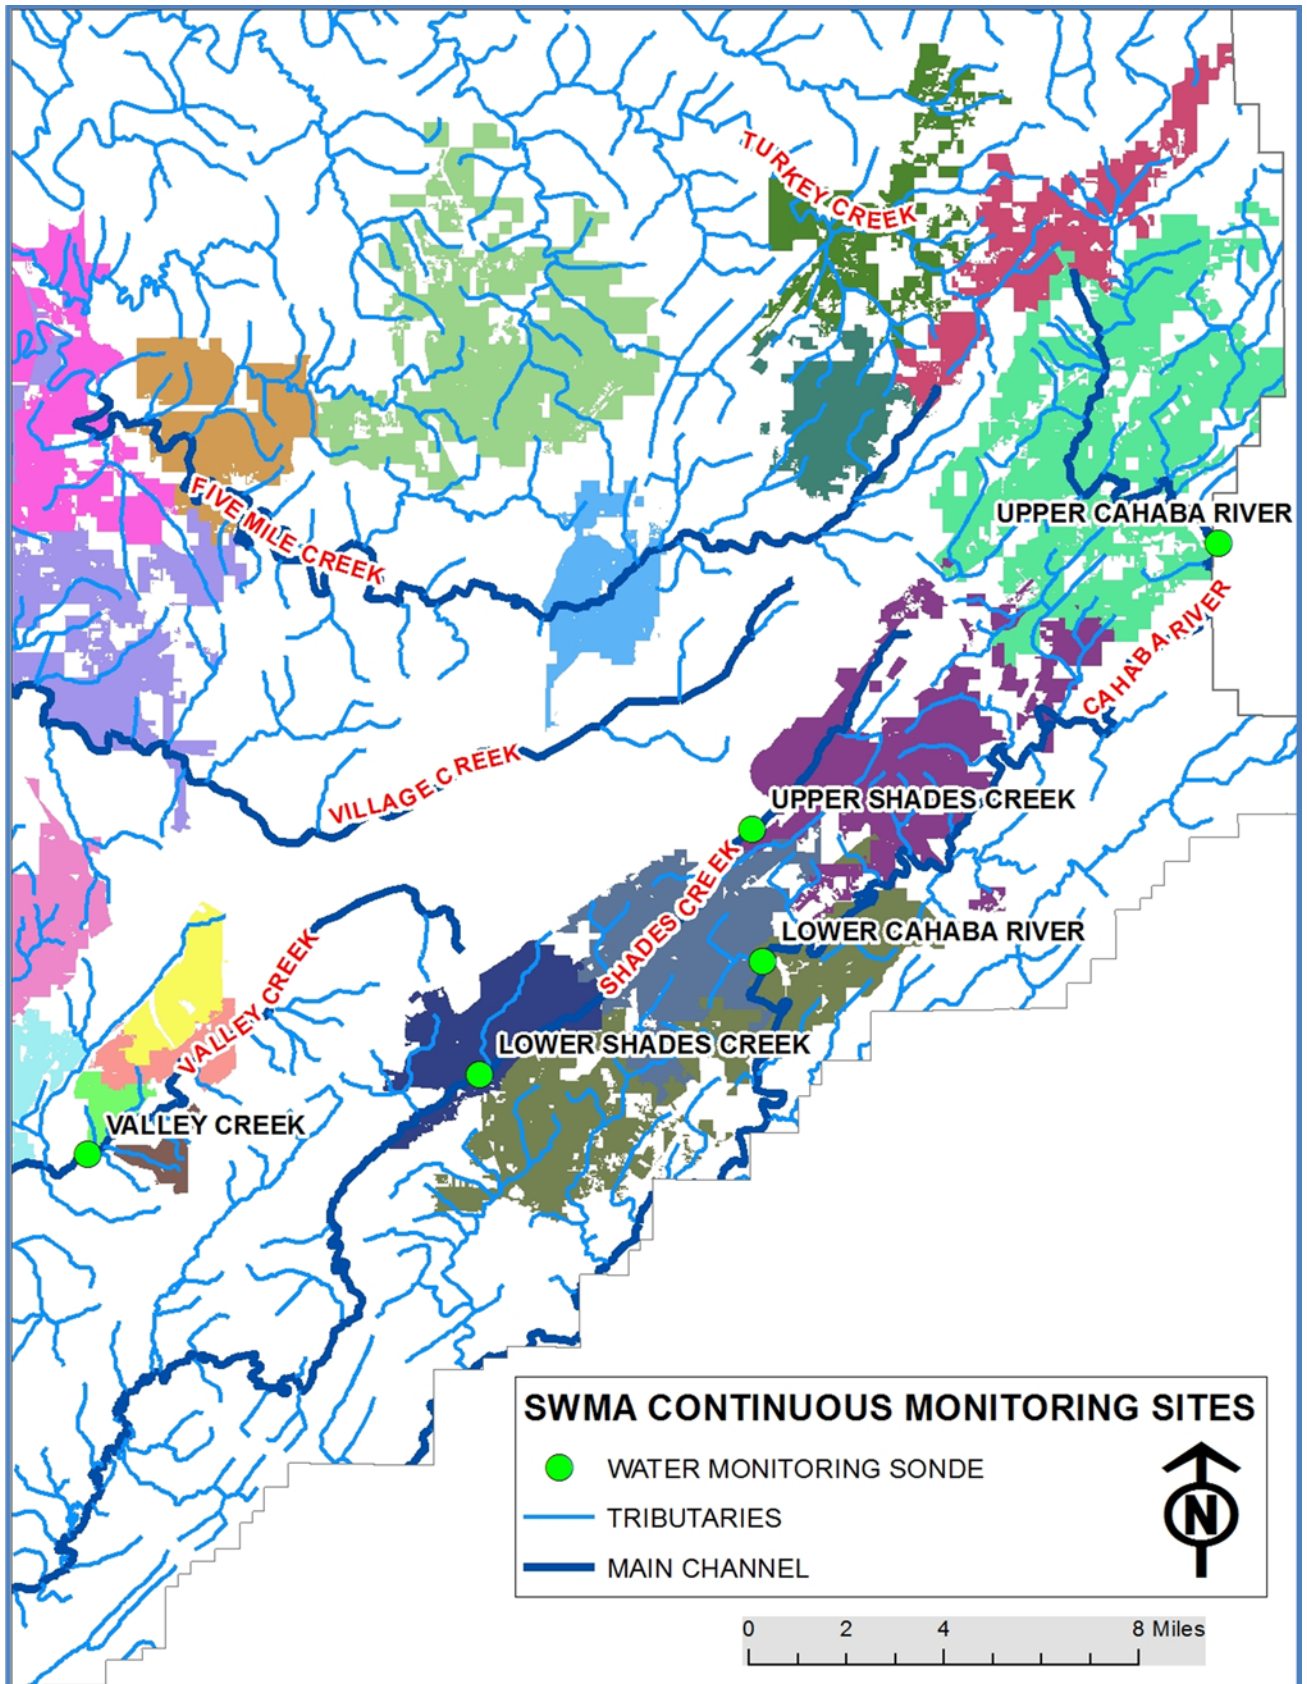 TURKEY CREEK
UPPER CAHABA RIVER
FIVE MILE CREEK
CAHABA RIVER
VILLAGE CREEK
UPPER SHADES CREEK
SHADES CREEK
LOWER CAHABA RIVER
VALLEY CREEK
LOWER SHADES CREEK
VALLEY CREEK
SWMA CONTINUOUS MONITORING SITES
WATER MONITORING SONDE
TRIBUTARIES
MAIN CHANNEL
N
0 2 4 8 Miles